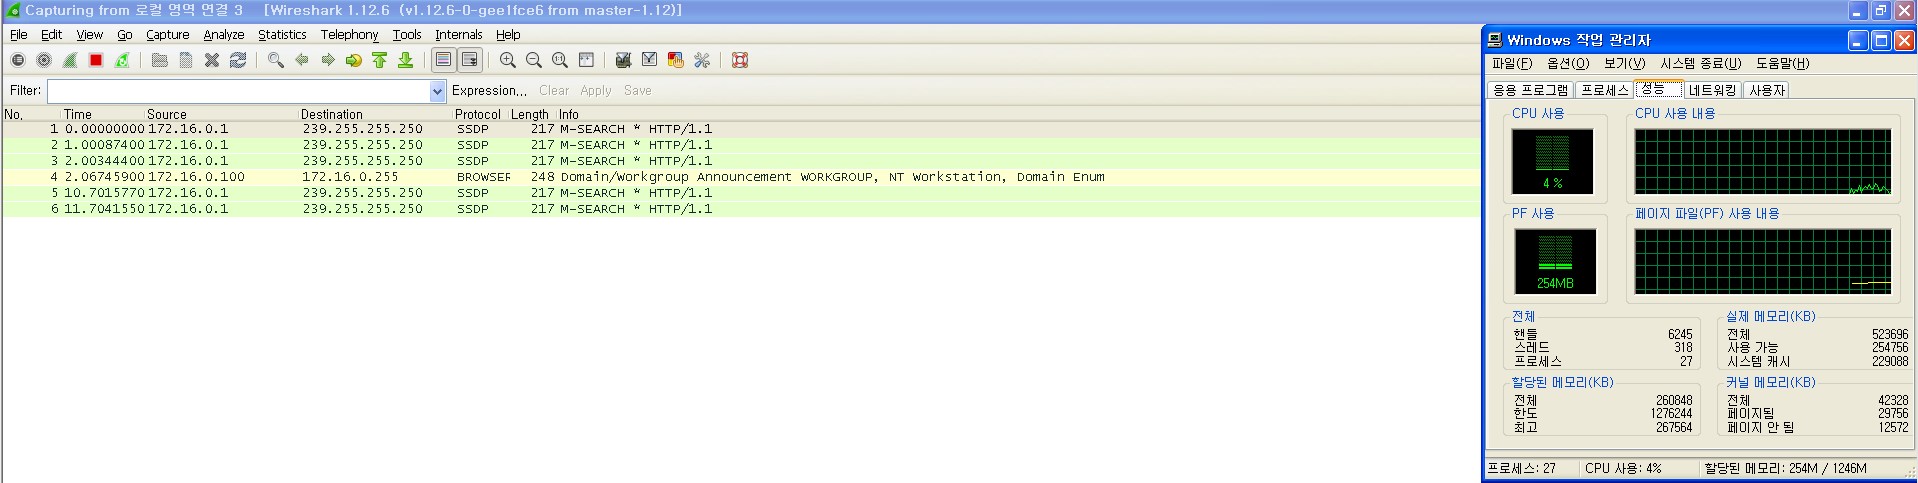 Capturing from 로컬 영역 연결 3 [Wireshark 1.12.6 (v1.12.6-0-gee1fce6 from master-1.12)]
File Edit View Go Capture Analyze Statistics Telephony Tools Internals Help
Filter: Expression... Clear Apply Save
No. Time Source Destination Protocol Length Info
1 0.00000000 172.16.0.1 239.255.255.250 SSDP 217 M-SEARCH * HTTP/1.1
2 1.00087400 172.16.0.1 239.255.255.250 SSDP 217 M-SEARCH * HTTP/1.1
3 2.00344400 172.16.0.1 239.255.255.250 SSDP 217 M-SEARCH * HTTP/1.1
4 2.06745900 172.16.0.100 172.16.0.255 BROWSER 248 Domain/Workgroup Announcement WORKGROUP, NT Workstation, Domain Enum
5 10.7015770 172.16.0.1 239.255.255.250 SSDP 217 M-SEARCH * HTTP/1.1
6 11.7041550 172.16.0.1 239.255.255.250 SSDP 217 M-SEARCH * HTTP/1.1
Windows 작업 관리자
파일(F) 옵션(O) 보기(V) 시스템 종료(U) 도움말(H)
응용 프로그램 프로세스 성능 네트워킹 사용자
CPU 사용 CPU 사용 내용
4 %
PF 사용 페이지 파일(PF) 사용 내용
254MB
전체
핸들 6245
스레드 318
프로세스 27
실제 메모리(KB)
전체 523696
사용 가능 254756
시스템 캐시 229088
할당된 메모리(KB)
전체 260848
한도 1276244
최고 267564
커널 메모리(KB)
전체 42328
페이지됨 29756
페이지 안 됨 12572
프로세스: 27 CPU 사용: 4% 할당된 메모리: 254M / 1246M